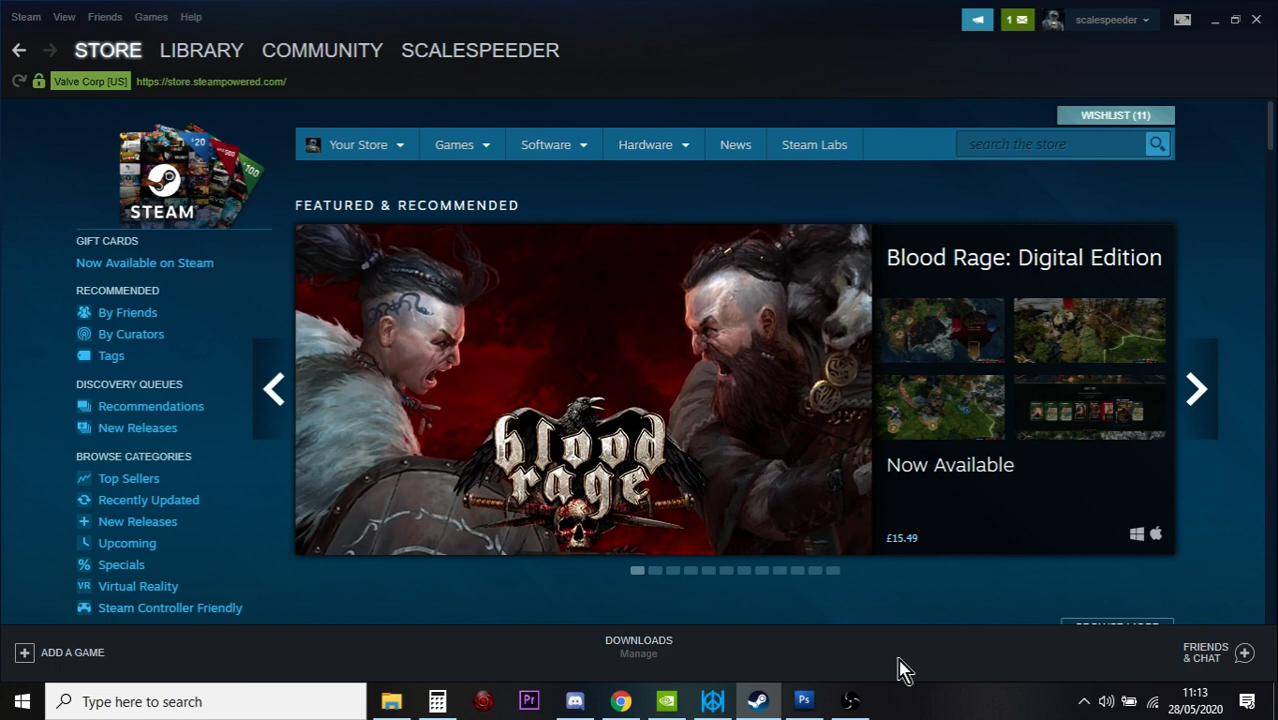 Steam View Friends Games Help
1
scalespeeder
STORE LIBRARY COMMUNITY SCALESPEEDER
Valve Corp [US] https://store.steampowered.com/
WISHLIST (11)
Your Store Games Software Hardware News Steam Labs search the store
STEAM
FEATURED & RECOMMENDED
GIFT CARDS
Now Available on Steam
RECOMMENDED
By Friends
By Curators
Tags
DISCOVERY QUEUES
Recommendations
New Releases
BROWSE CATEGORIES
Top Sellers
Recently Updated
New Releases
Upcoming
Specials
VR Virtual Reality
Steam Controller Friendly
blood
rage
Blood Rage: Digital Edition
Now Available
£15.49
ADD A GAME
DOWNLOADS
Manage
FRIENDS
& CHAT
Type here to search
Pr
Ps
11:13
28/05/2020